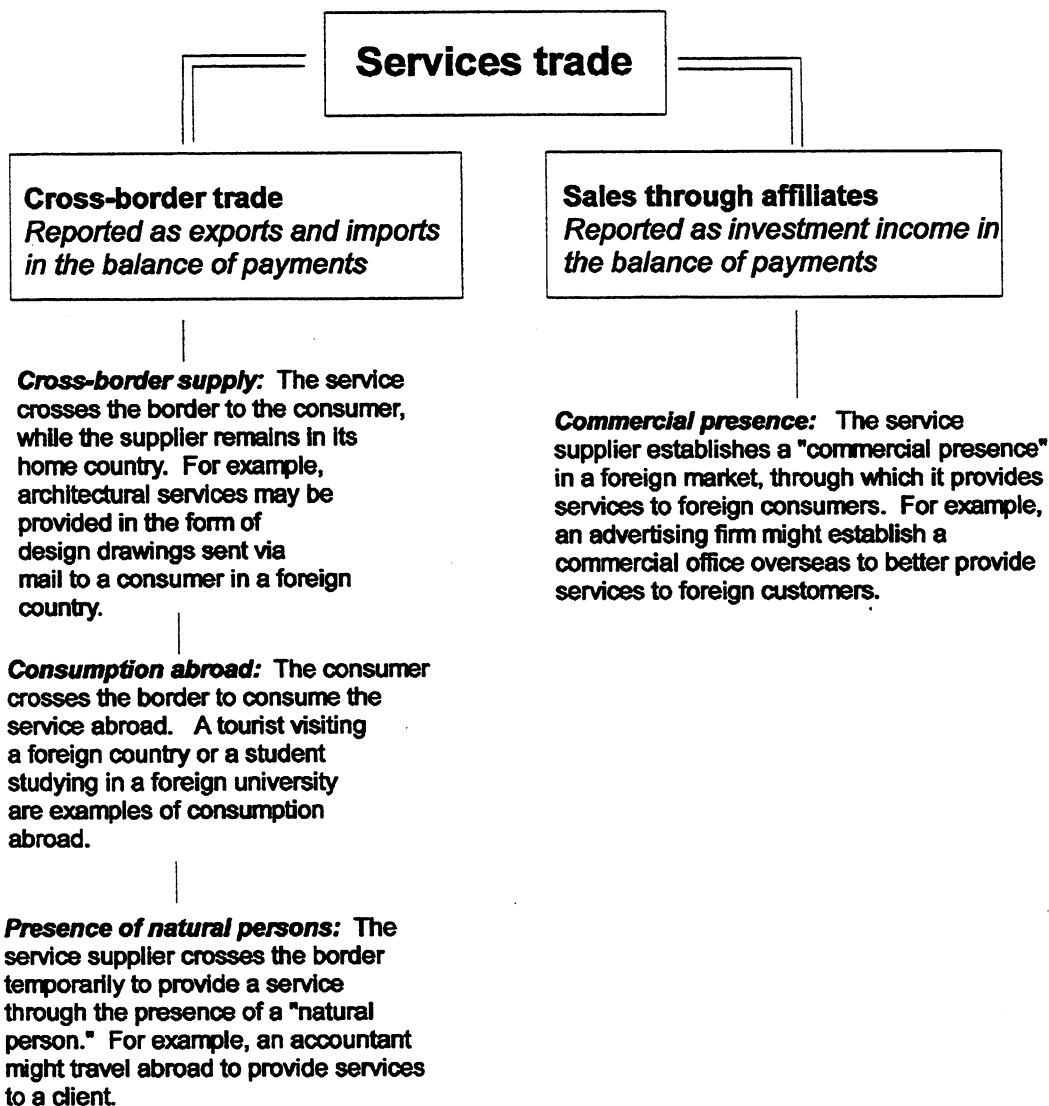 Services trade
Cross-border trade
Reported as exports and imports
in the balance of payments
Sales through affiliates
Reported as investment income in
the balance of payments
Cross-border supply: The service
crosses the border to the consumer,
while the supplier remains in its
home country. For example,
architectural services may be
provided in the form of
design drawings sent via
mail to a consumer in a foreign
country.
Consumption abroad: The consumer
crosses the border to consume the
service abroad. A tourist visiting
a foreign country or a student
studying in a foreign university
are examples of consumption
abroad.
Presence of natural persons: The
service supplier crosses the border
temporarily to provide a service
through the presence of a "natural
person." For example, an accountant
might travel abroad to provide services
to a client.
Commercial presence: The service
supplier establishes a "commercial presence"
in a foreign market, through which it provides
services to foreign consumers. For example,
an advertising firm might establish a
commercial office overseas to better provide
services to foreign customers.